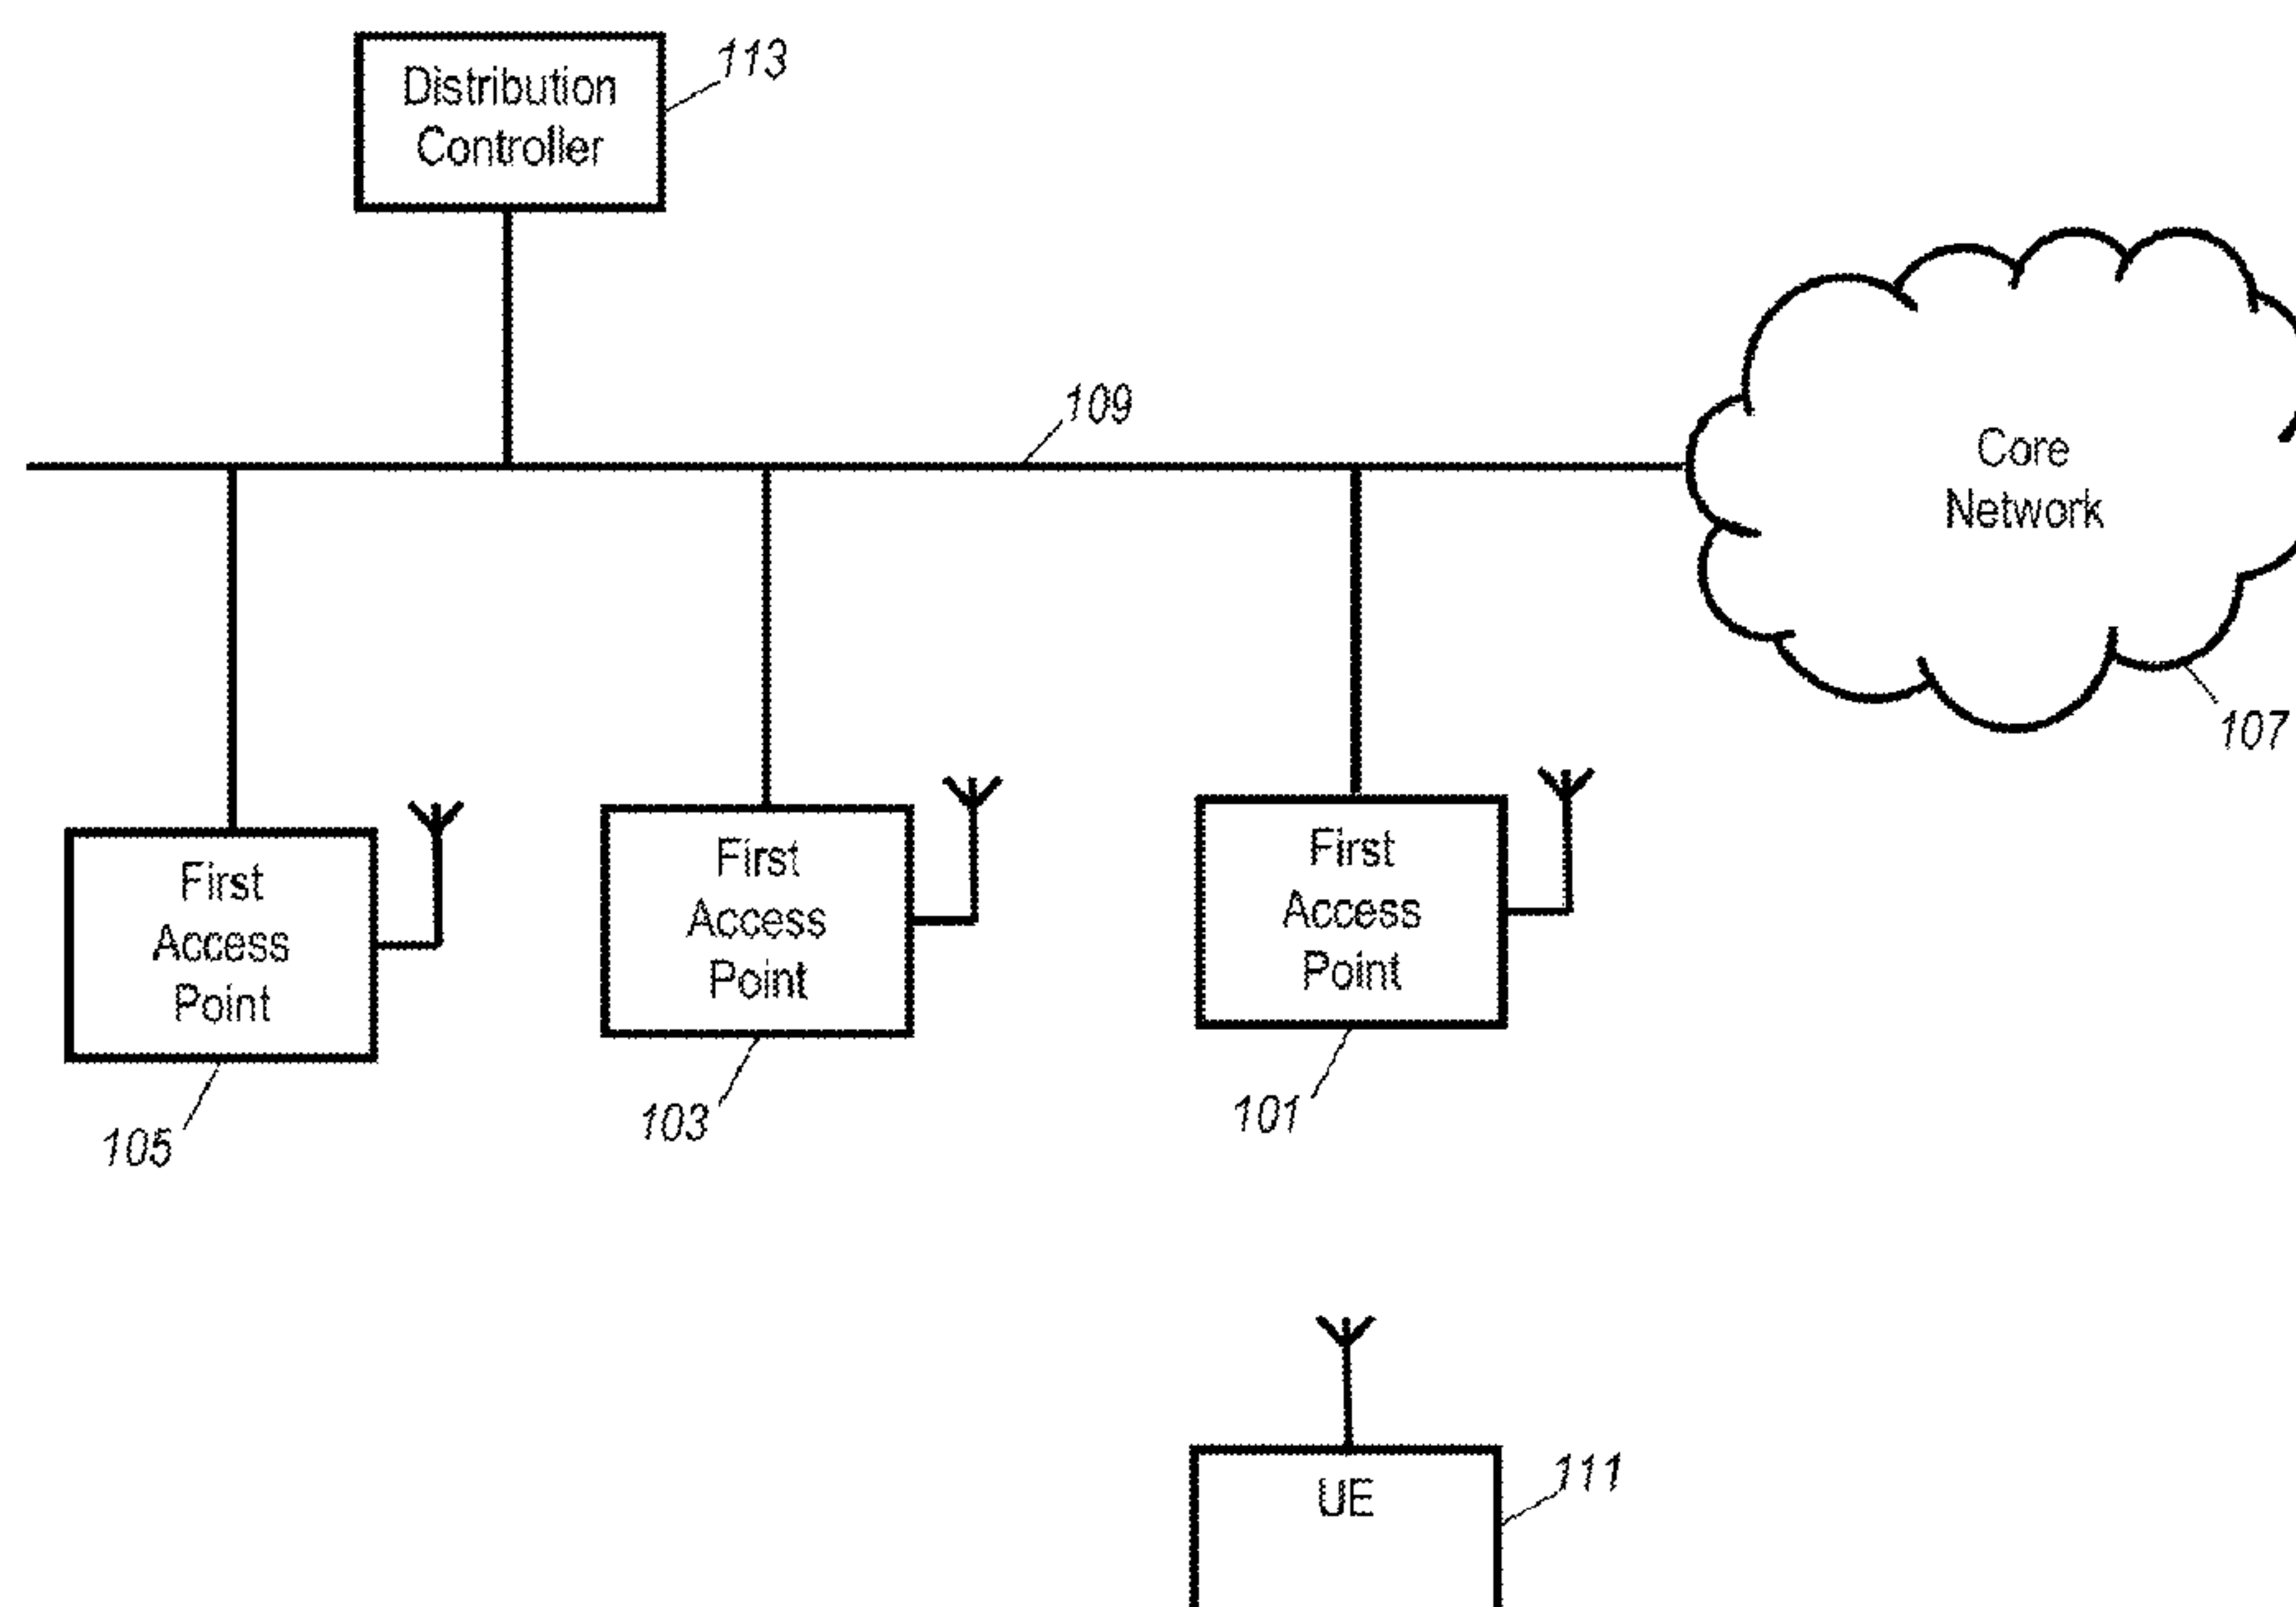 Distribution
Controller
113
109
Core
Network
107
First
Access
Point
105
First
Access
Point
103
First
Access
Point
101
UE
111